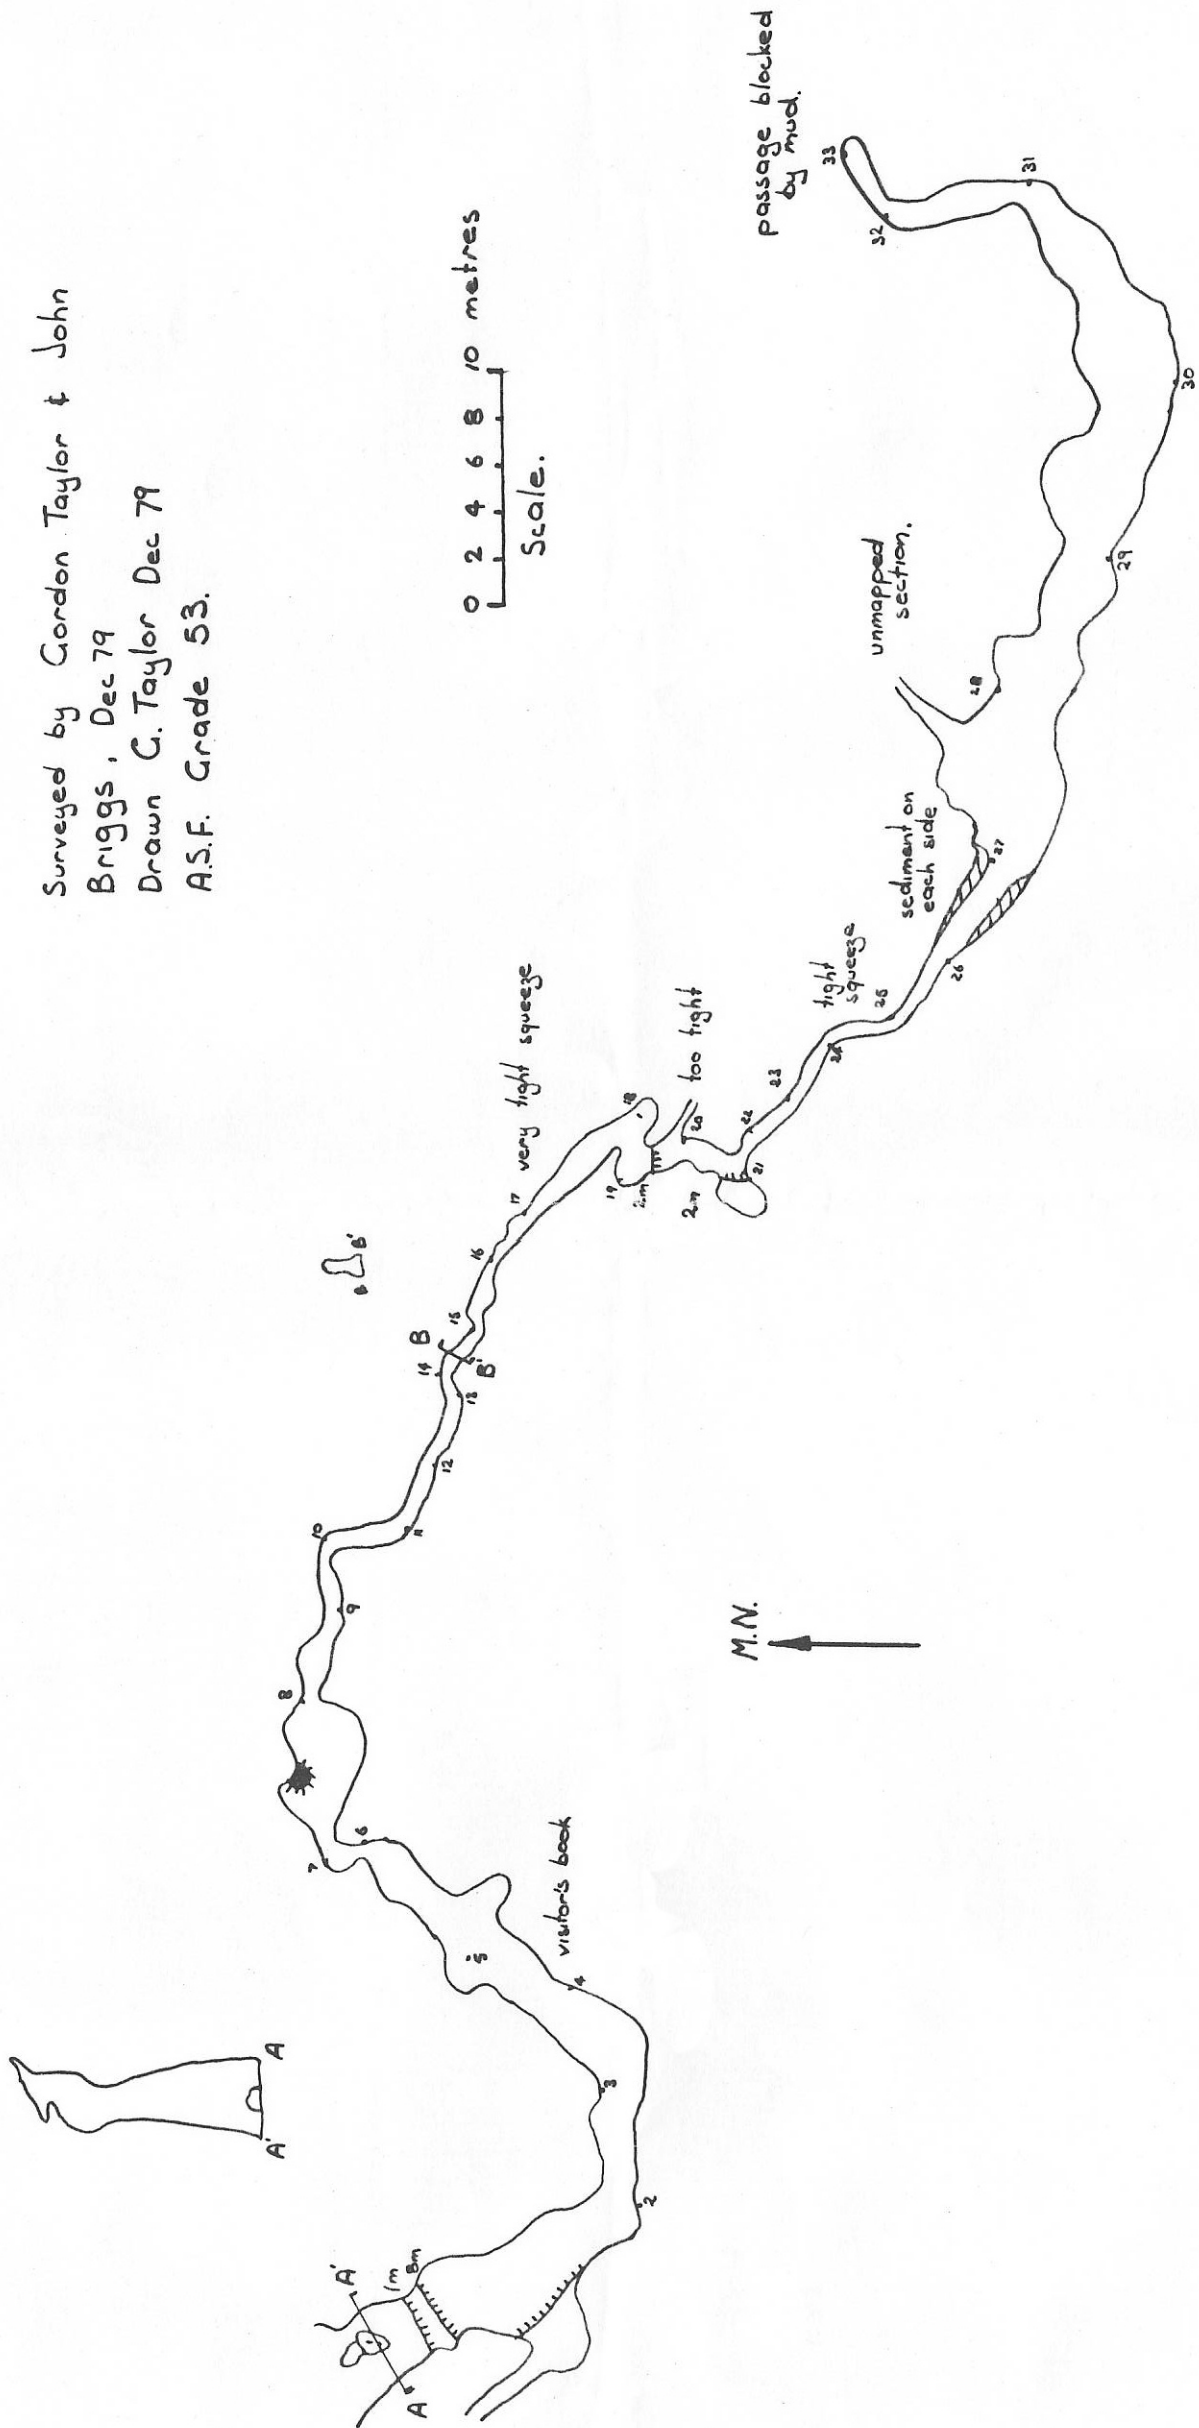 Surveyed by Gordon Taylor & John
Briggs, Dec 79
Drawn G. Taylor Dec 79
A.S.F. Grade 53.
0 2 4 6 8 10 metres
Scale.
A' A
A A'
1m
8m
2
3
4
visitor's book
5
6
7
8
9
10
11
12
13
14
B
B'
B B'
15
16
17
very tight squeeze
18
19
2m
20
too tight
2m
21
22
23
24
tight
squeeze
25
26
sediment on
each side
27
unmapped
section.
28
29
30
31
32
33
passage blocked
by mud.
M.N.